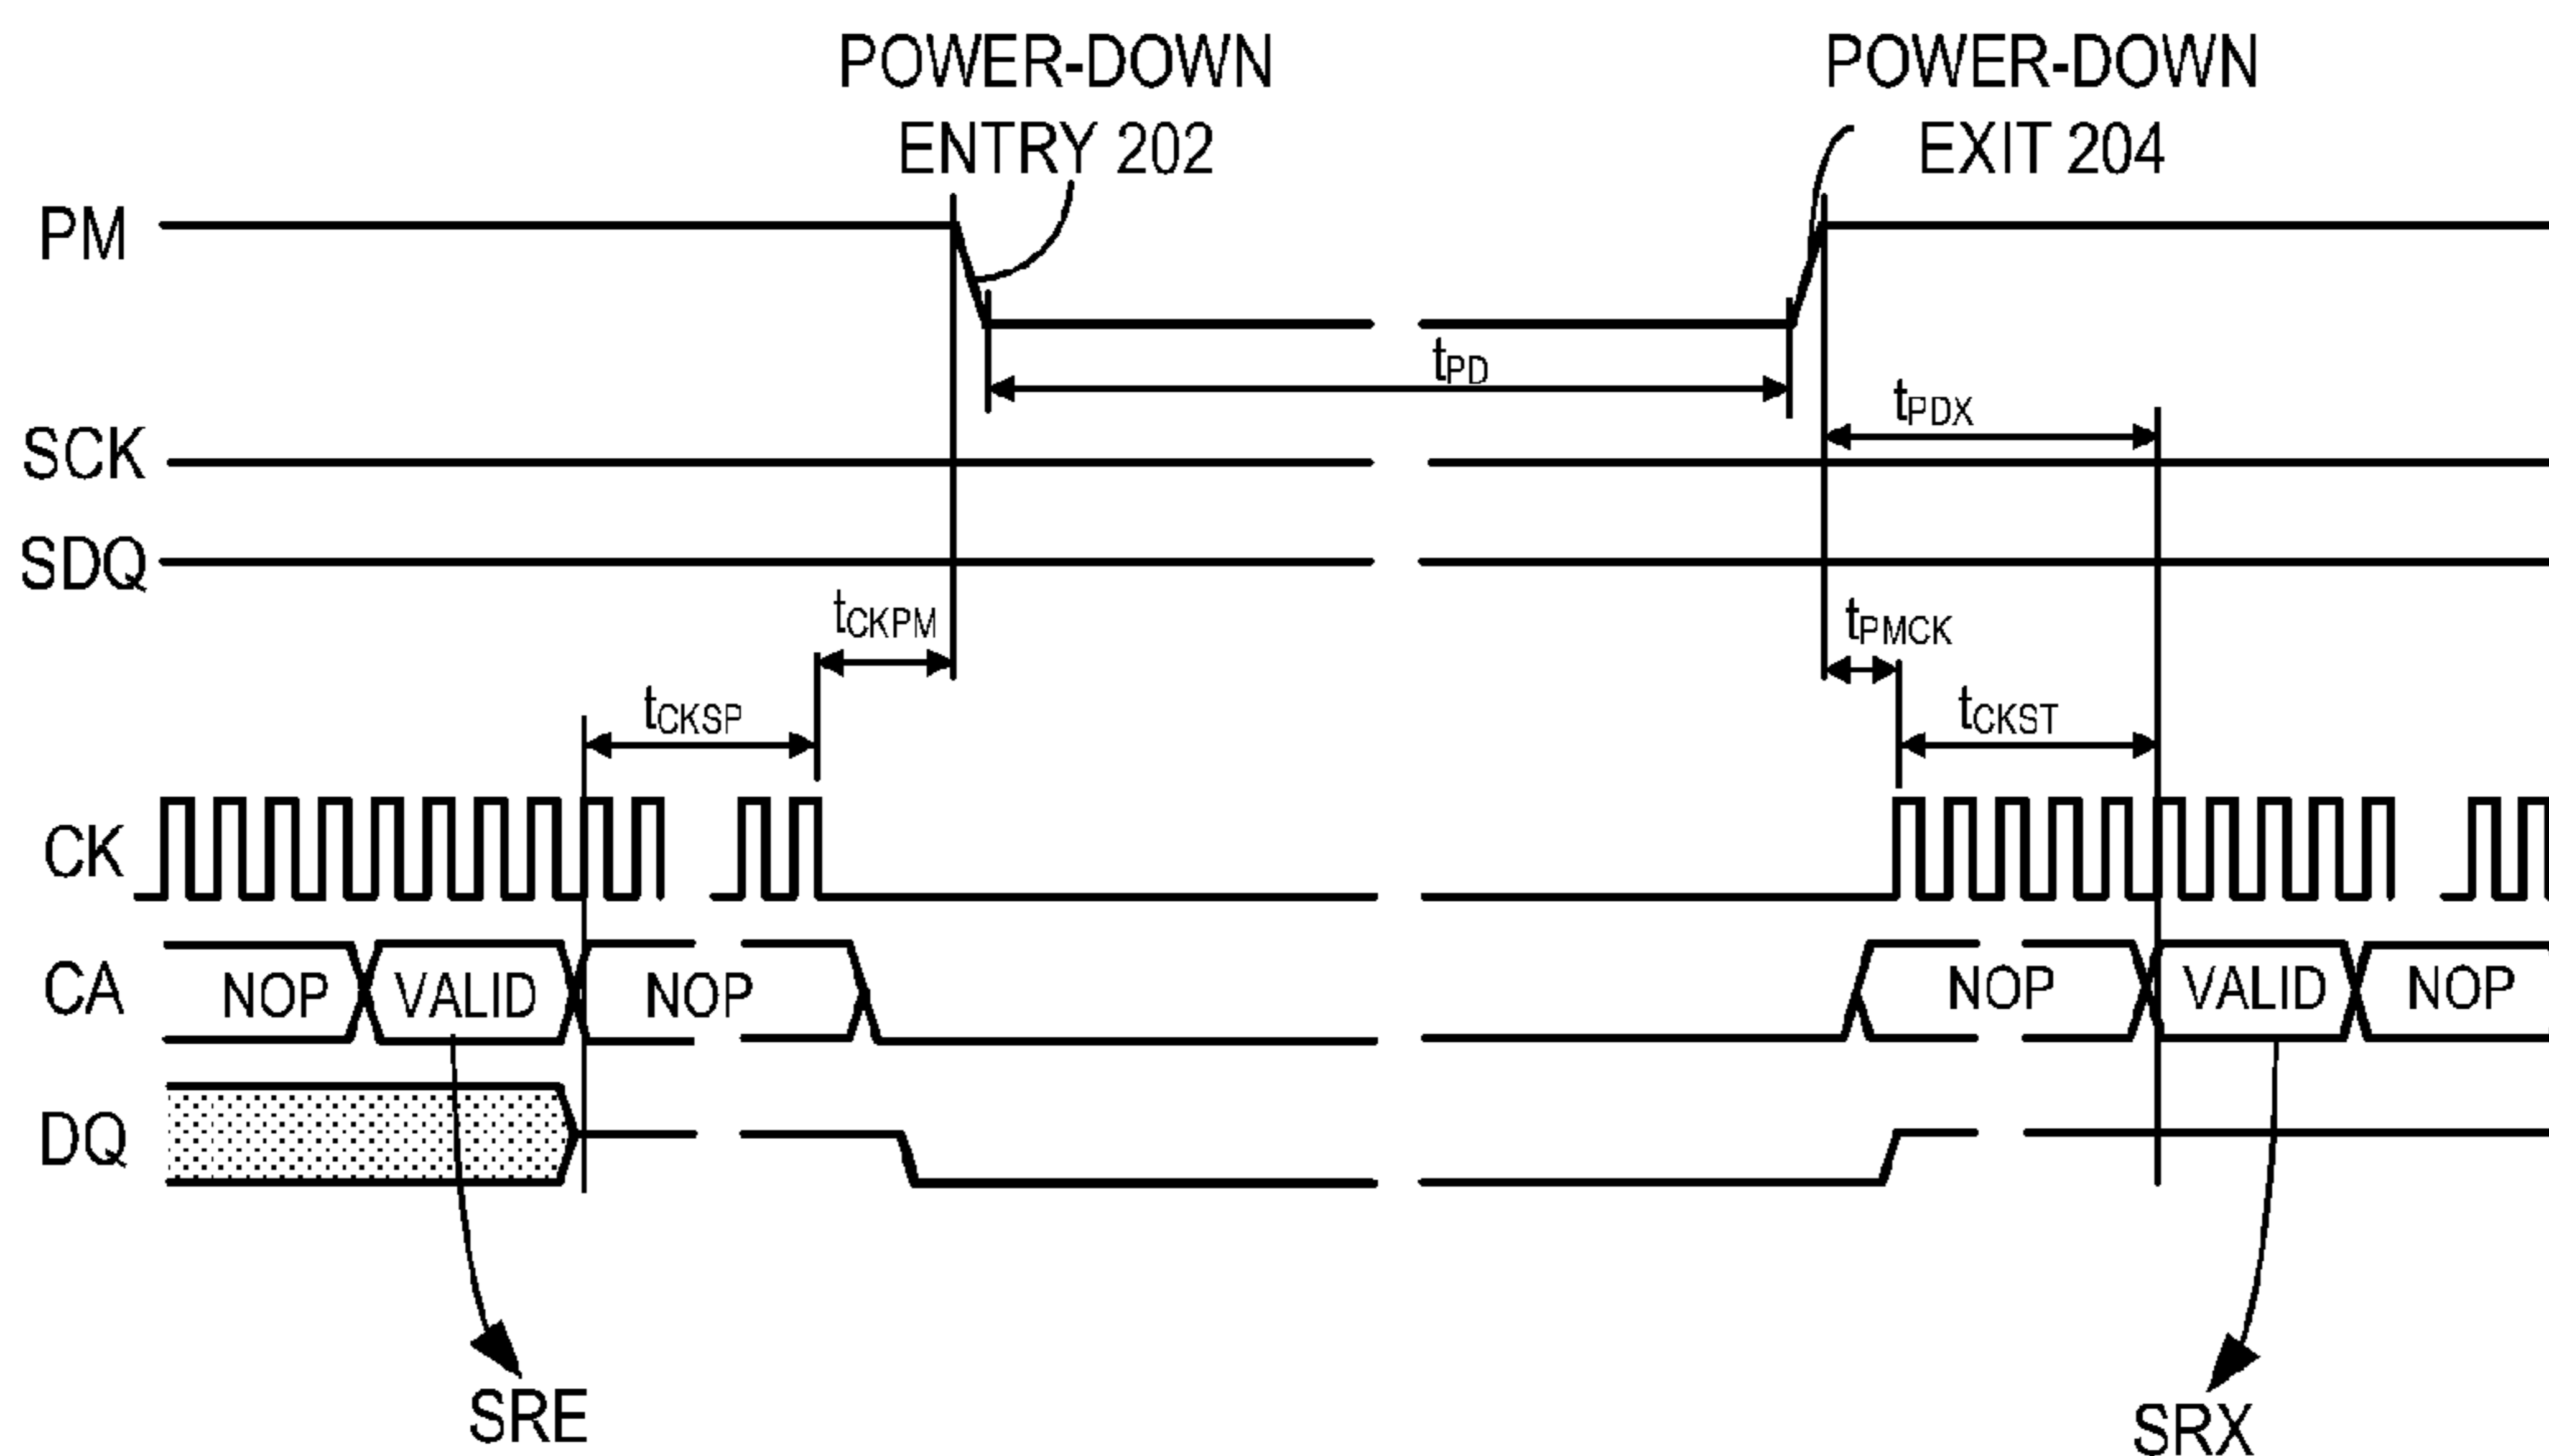 POWER-DOWN
ENTRY 202
POWER-DOWN
EXIT 204
PM
tPD
tPDX
SCK
SDQ
tCKPM
tPMCK
tCKSP
tCKST
CK
CA
NOP
VALID
NOP
NOP
VALID
NOP
DQ
SRE
SRX